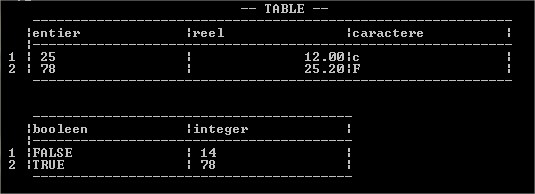 -- TABLE --
|entier |reel |caractere |
1 | 25 | 12.00|c |
2 | 78 | 25.20|F |
|booleen |integer |
1 |FALSE | 14 |
2 |TRUE | 78 |